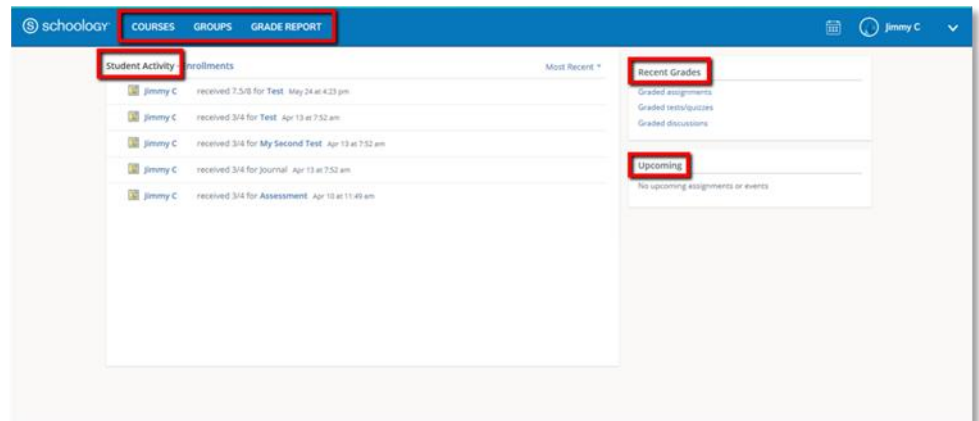 schoology COURSES GROUPS GRADE REPORT Jimmy C
Student Activity · Enrollments Most Recent
Jimmy C received 7.5/8 for Test May 24 at 4:23 pm
Jimmy C received 3/4 for Test Apr 13 at 7:52 am
Jimmy C received 3/4 for My Second Test Apr 13 at 7:52 am
Jimmy C received 3/4 for Journal Apr 13 at 7:52 am
Jimmy C received 3/4 for Assessment Apr 10 at 11:49 am
Recent Grades
Graded assignments
Graded tests/quizzes
Graded discussions
Upcoming
No upcoming assignments or events